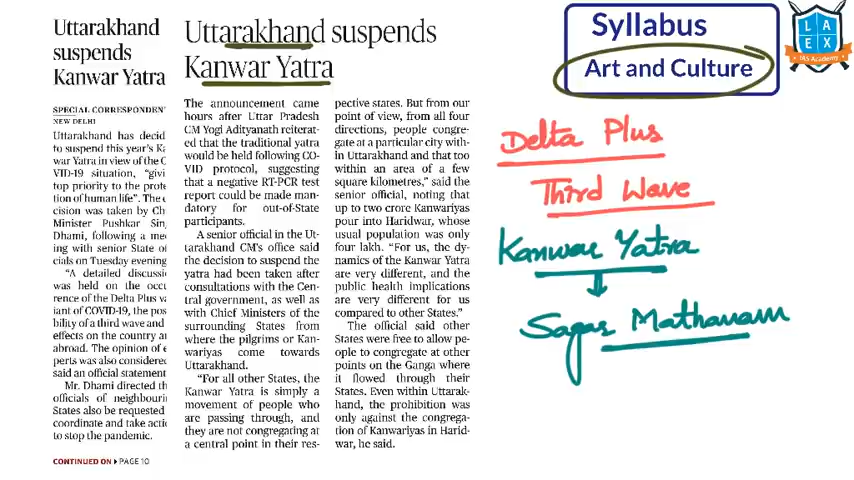 Uttarakhand
suspends
Kanwar Yatra
SPECIAL CORRESPONDEN
NEW DELHI
Uttarakhand has decid
to suspend this year's Ka
war Yatra in view of the C
VID-19 situation, "givi
top priority to the prote
tion of human life". The d
cision was taken by Ch
Minister Pushkar Sin
Dhami, following a mee
ing with senior State of
cials on Tuesday evening
"A detailed discussi
was held on the occu
rence of the Delta Plus va
iant of COVID-19, the pos
bility of a third wave and
effects on the country an
abroad. The opinion of e
perts was also considered
said an official statement
Mr. Dhami directed th
officials of neighbouri
States also be requested
coordinate and take acti
to stop the pandemic.
CONTINUED ON PAGE 10
Uttarakhand suspends
Kanwar Yatra
The announcement came
hours after Uttar Pradesh
CM Yogi Adityanath reiterat-
ed that the traditional yatra
would be held following CO-
VID protocol, suggesting
that a negative RT-PCR test
report could be made man-
datory for out-of-State
participants.
A senior official in the Ut-
tarakhand CM's office said
the decision to suspend the
yatra had been taken after
consultations with the Cen-
tral government, as well as
with Chief Ministers of the
surrounding States from
where the pilgrims or Kan-
wariyas come towards
Uttarakhand.
"For all other States, the
Kanwar Yatra is simply a
movement of people who
are passing through, and
they are not congregating at
a central point in their res-
pective states. But from our
point of view, from all four
directions, people congre-
gate at a particular city with-
in Uttarakhand and that too
within an area of a few
square kilometres," said the
senior official, noting that
up to two crore Kanwariyas
pour into Haridwar, whose
usual population was only
four lakh. "For us, the dy-
namics of the Kanwar Yatra
are very different, and the
public health implications
are very different for us
compared to other States."
The official said other
States were free to allow peo-
ple to congregate at other
points on the Ganga where
it flowed through their
States. Even within Uttarak-
hand, the prohibition was
only against the congrega-
tion of Kanwariyas in Harid-
war, he said.
Syllabus
Art and Culture
LA
EX
IAS Academy
Delta Plus
Third Wave
Kanwar Yatra
Sagar Mathanam